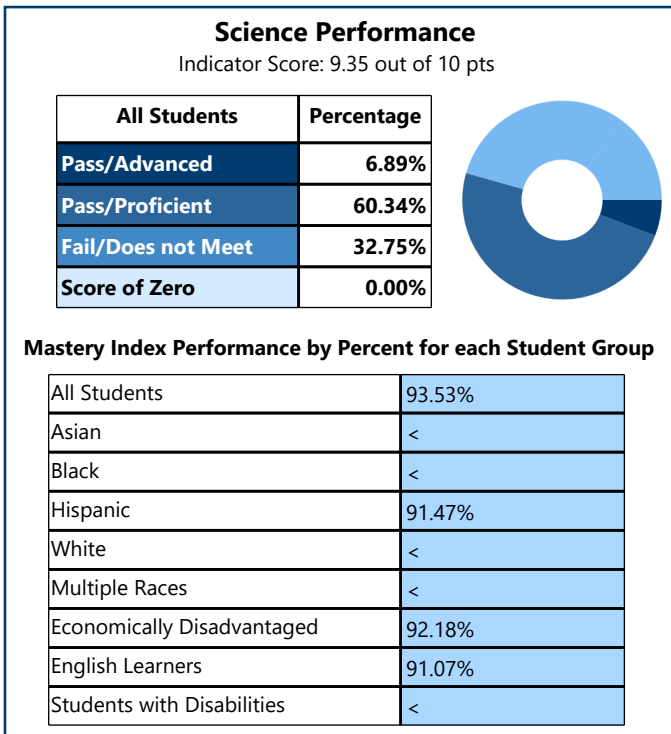 Science Performance
Indicator Score: 9.35 out of 10 pts
All Students Percentage
Pass/Advanced 6.89%
Pass/Proficient 60.34%
Fail/Does not Meet 32.75%
Score of Zero 0.00%
Mastery Index Performance by Percent for each Student Group
All Students 93.53%
Asian <
Black <
Hispanic 91.47%
White <
Multiple Races <
Economically Disadvantaged 92.18%
English Learners 91.07%
Students with Disabilities <